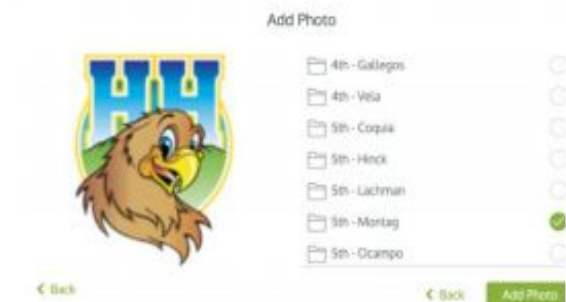 Add Photo
HH
4th - Gallegos
4th - Vela
5th - Coquia
5th - Hinck
5th - Lachman
5th - Montag
5th - Ocampo
< Back
< Back
Add Photo